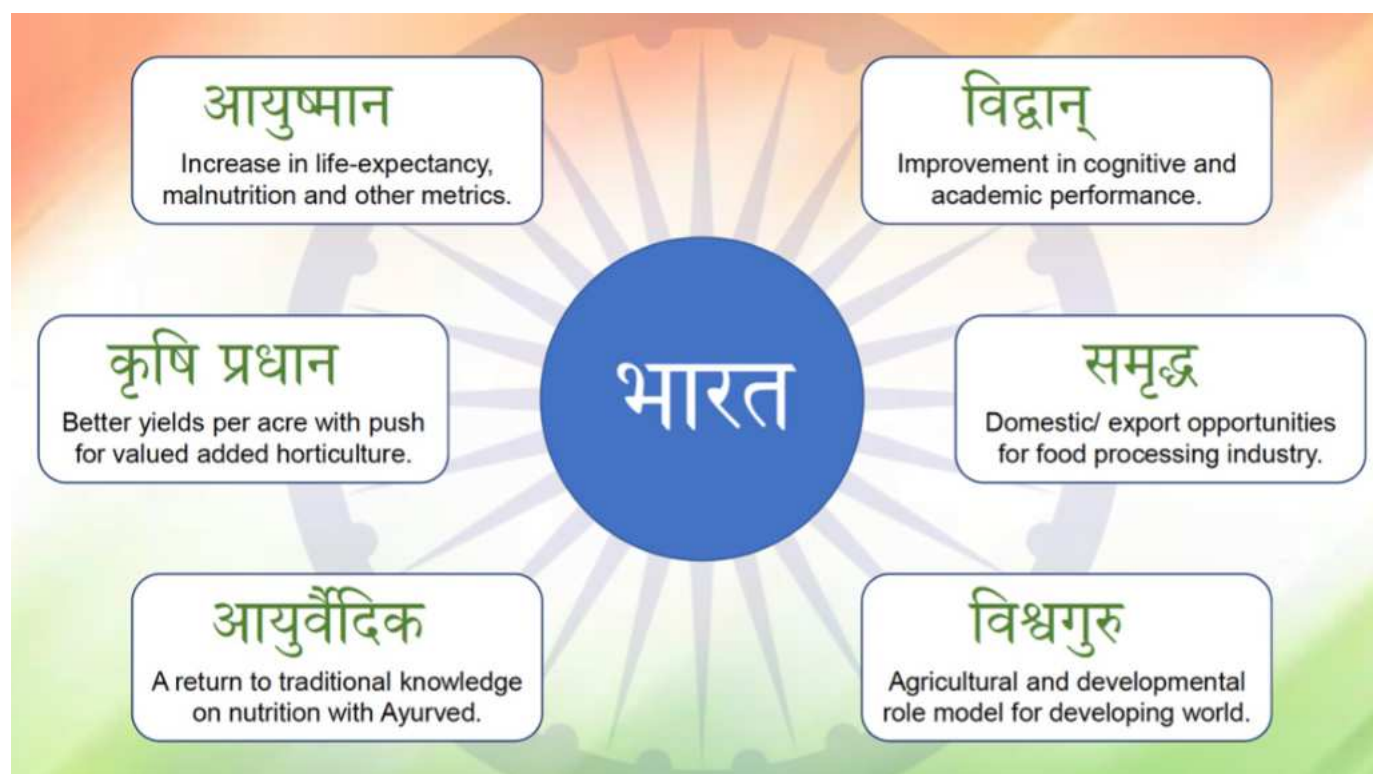 आयुष्मान
Increase in life-expectancy,
malnutrition and other metrics.
विद्वान्
Improvement in cognitive and
academic performance.
कृषि प्रधान
Better yields per acre with push
for valued added horticulture.
भारत
समृद्ध
Domestic/ export opportunities
for food processing industry.
आयुर्वैदिक
A return to traditional knowledge
on nutrition with Ayurved.
विश्वगुरु
Agricultural and developmental
role model for developing world.